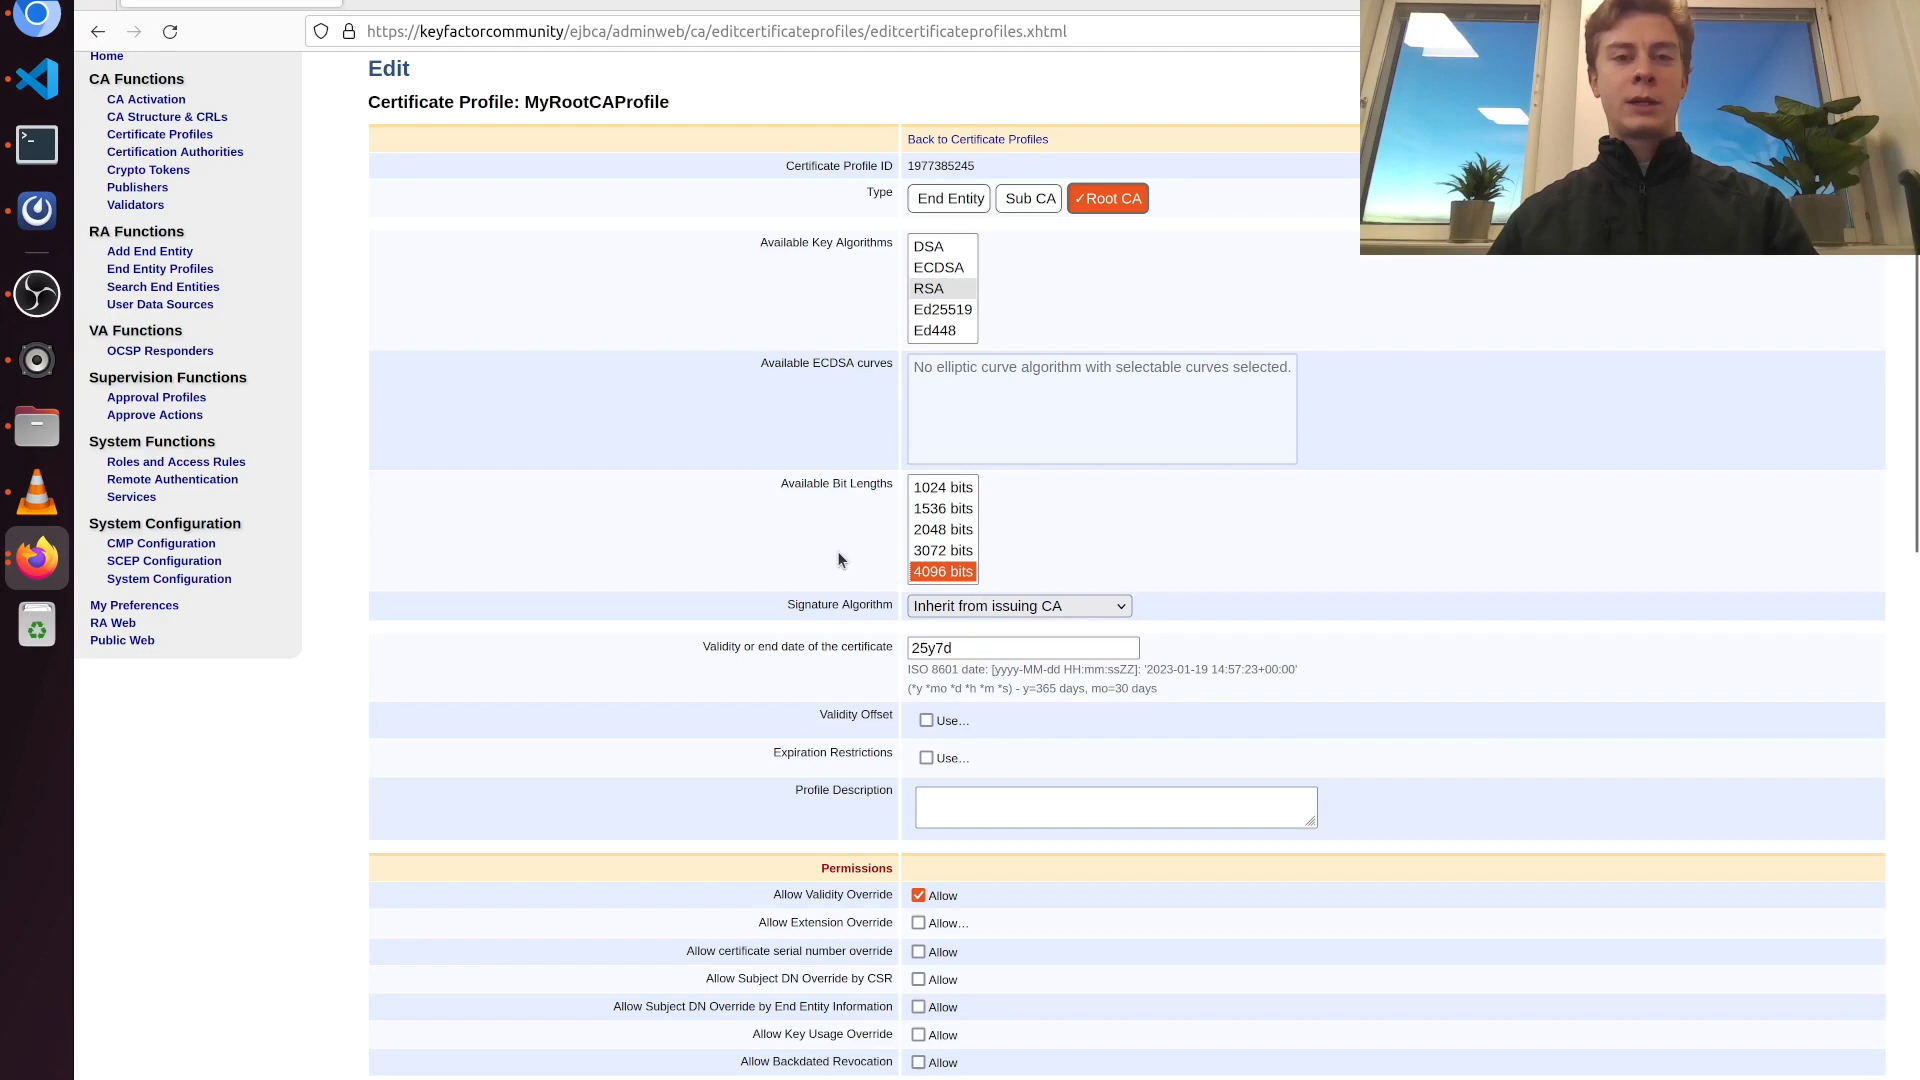 https://keyfactorcommunity/ejbca/adminweb/ca/editcertificateprofiles/editcertificateprofiles.xhtml
Home
CA Functions
CA Activation
CA Structure & CRLs
Certificate Profiles
Certification Authorities
Crypto Tokens
Publishers
Validators
RA Functions
Add End Entity
End Entity Profiles
Search End Entities
User Data Sources
VA Functions
OCSP Responders
Supervision Functions
Approval Profiles
Approve Actions
System Functions
Roles and Access Rules
Remote Authentication
Services
System Configuration
CMP Configuration
SCEP Configuration
System Configuration
My Preferences
RA Web
Public Web
Edit
Certificate Profile: MyRootCAProfile
Back to Certificate Profiles
Certificate Profile ID 1977385245
Type End Entity Sub CA ✓Root CA
Available Key Algorithms
DSA
ECDSA
RSA
Ed25519
Ed448
Available ECDSA curves
No elliptic curve algorithm with selectable curves selected.
Available Bit Lengths
1024 bits
1536 bits
2048 bits
3072 bits
4096 bits
Signature Algorithm Inherit from issuing CA
Validity or end date of the certificate 25y7d
ISO 8601 date: [yyyy-MM-dd HH:mm:ssZZ]: '2023-01-19 14:57:23+00:00'
(*y *mo *d *h *m *s) - y=365 days, mo=30 days
Validity Offset Use…
Expiration Restrictions Use…
Profile Description
Permissions
Allow Validity Override Allow
Allow Extension Override Allow…
Allow certificate serial number override Allow
Allow Subject DN Override by CSR Allow
Allow Subject DN Override by End Entity Information Allow
Allow Key Usage Override Allow
Allow Backdated Revocation Allow